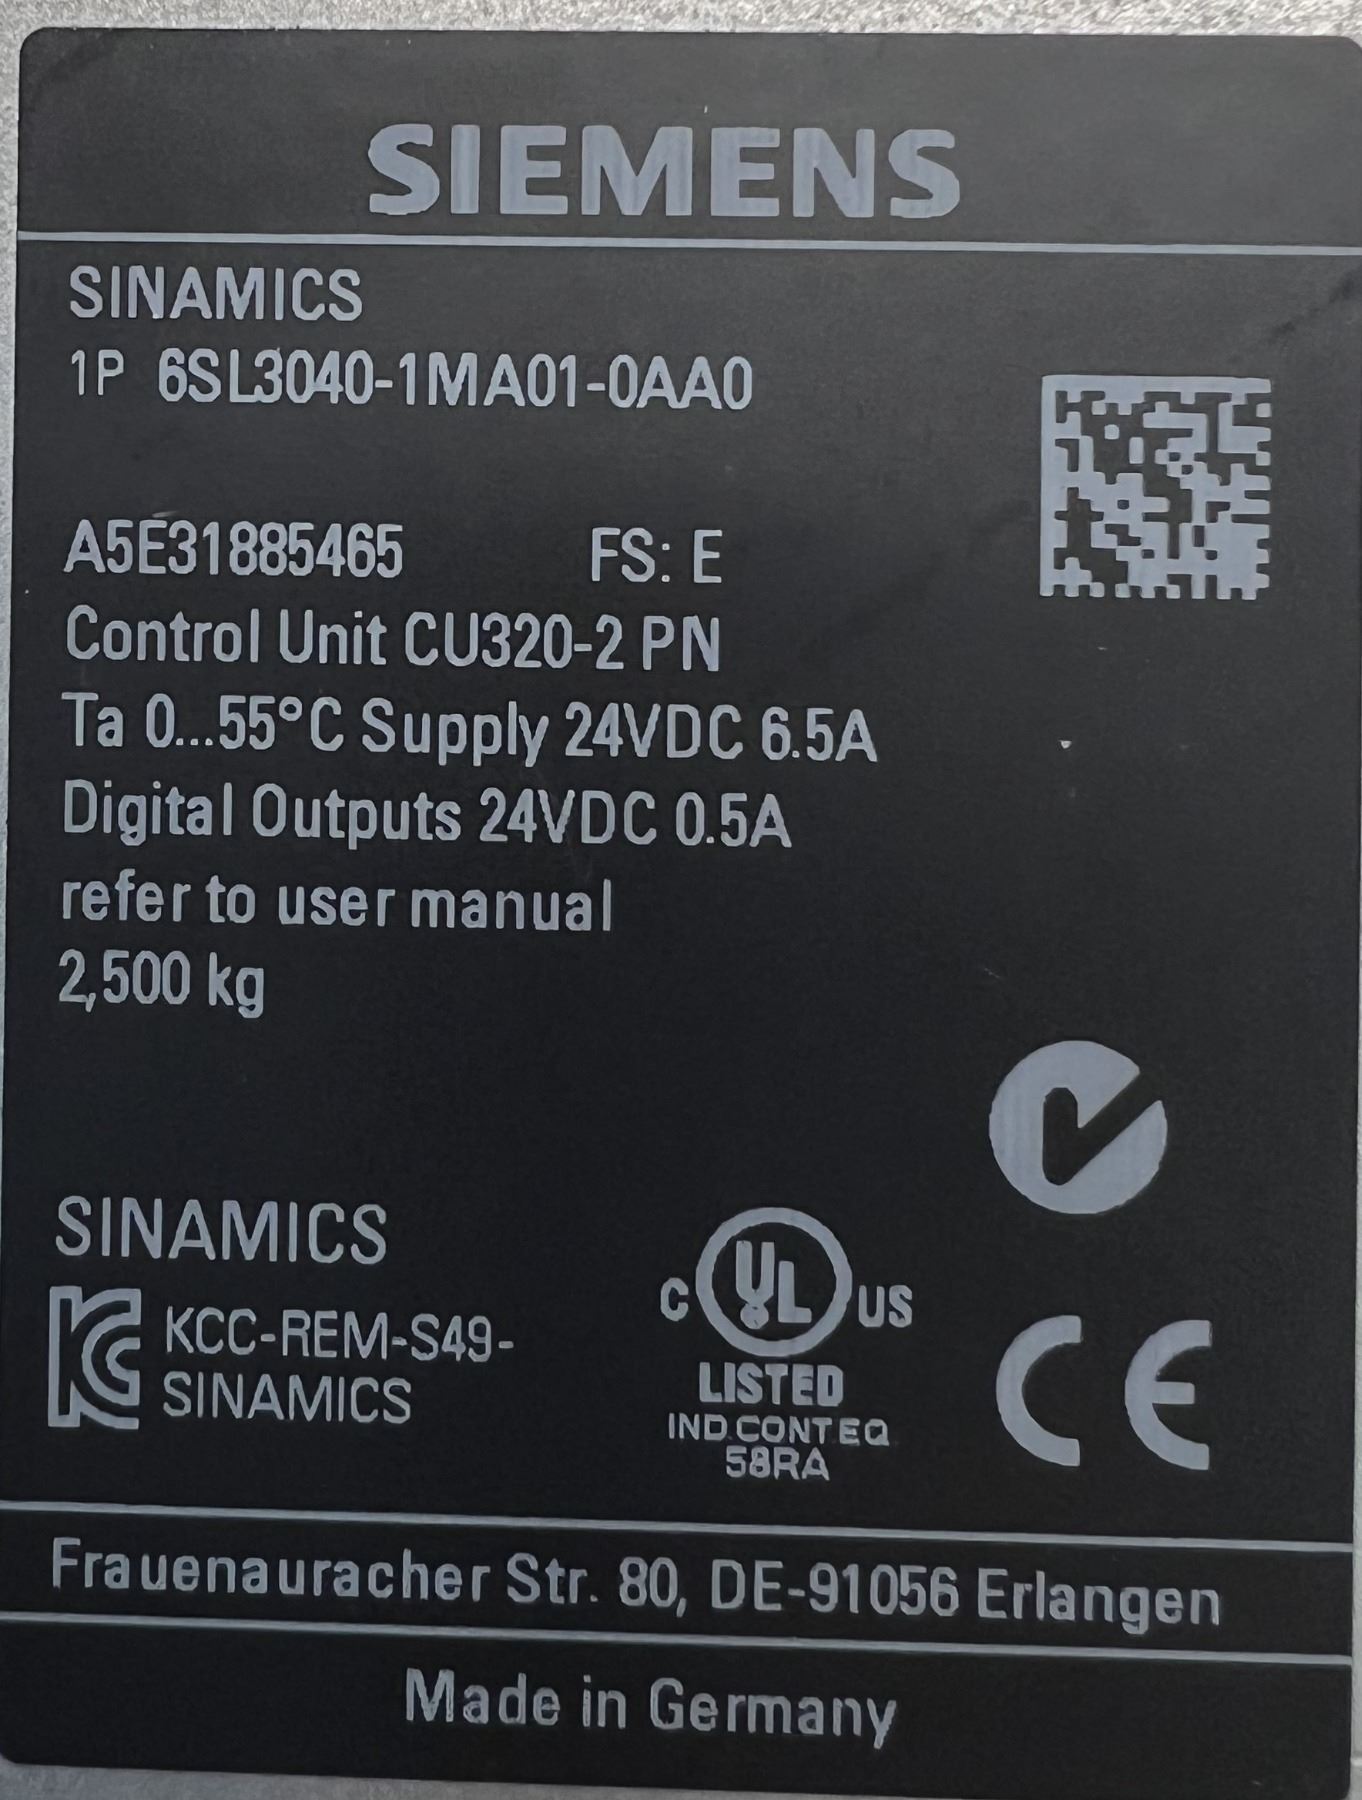 SIEMENS
SINAMICS
1P 6SL3040-1MA01-0AA0
A5E31885465 FS: E
Control Unit CU320-2 PN
Ta 0...55°C Supply 24VDC 6.5A
Digital Outputs 24VDC 0.5A
refer to user manual
2,500 kg
SINAMICS
KCC-REM-S49-
SINAMICS
C UL US
LISTED
IND.CONT.EQ
58RA
CE
Frauenauracher Str. 80, DE-91056 Erlangen
Made in Germany